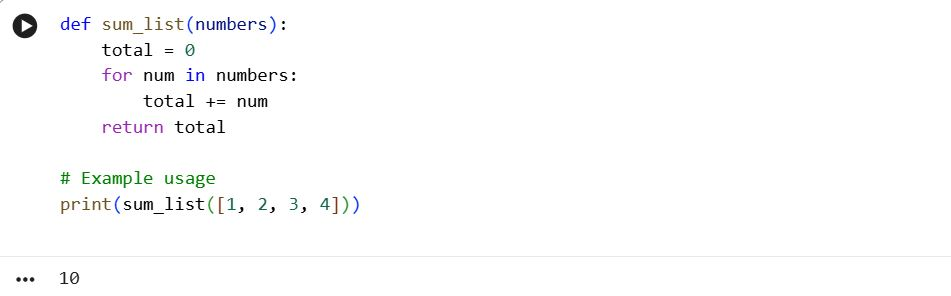 def sum_list(numbers):
    total = 0
    for num in numbers:
        total += num
    return total

# Example usage
print(sum_list([1, 2, 3, 4]))

10